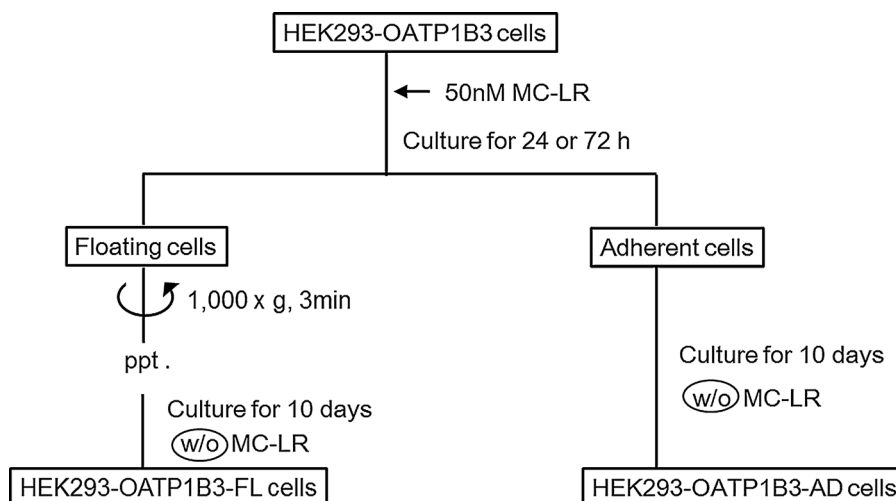 HEK293-OATP1B3 cells
50nM MC-LR
Culture for 24 or 72 h
Floating cells
Adherent cells
1,000 x g, 3min
ppt .
Culture for 10 days
w/o MC-LR
Culture for 10 days
w/o MC-LR
HEK293-OATP1B3-FL cells
HEK293-OATP1B3-AD cells